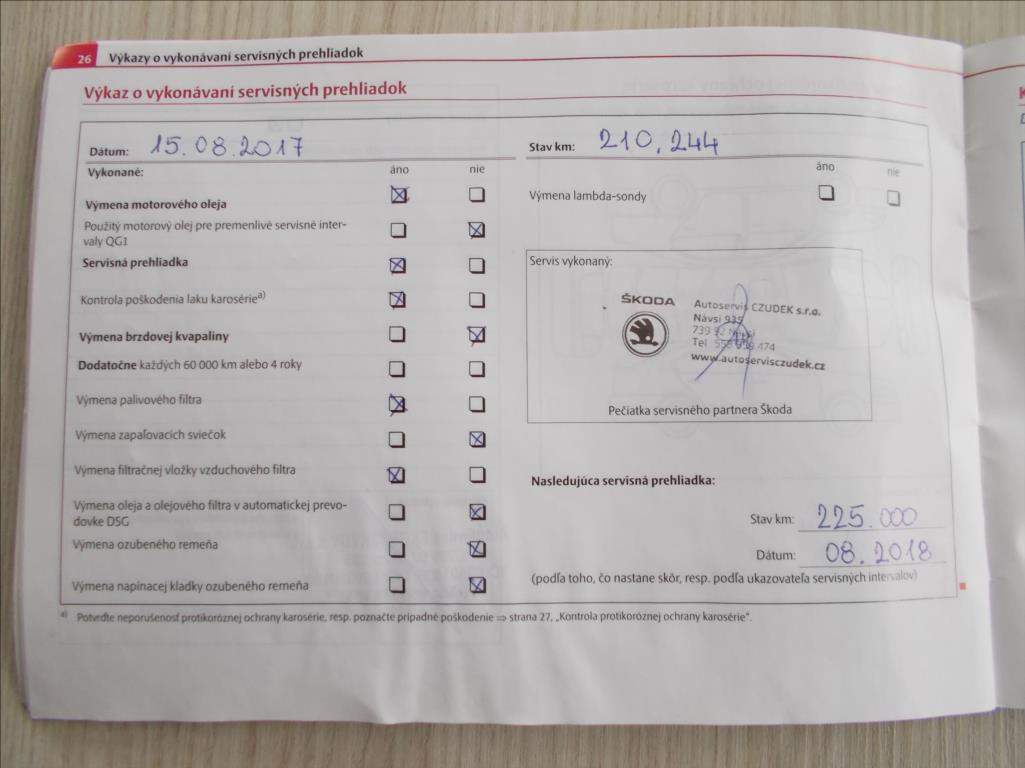 26 Výkazy o vykonávaní servisných prehliadok
Výkaz o vykonávaní servisných prehliadok
Dátum: 15.08.2017
Vykonané: áno nie
Výmena motorového oleja
Použitý motorový olej pre premenlivé servisné inter-
valy QG1
Servisná prehliadka
Kontrola poškodenia laku karosérie a)
Výmena brzdovej kvapaliny
Dodatočne každých 60 000 km alebo 4 roky
Výmena palivového filtra
Výmena zapaľovacích sviečok
Výmena filtračnej vložky vzduchového filtra
Výmena oleja a olejového filtra v automatickej prevo-
dovke DSG
Výmena ozubeného remeňa
Výmena napínacej kladky ozubeného remeňa
Stav km: 210.244
áno nie
Výmena lambda-sondy
Servis vykonaný:
ŠKODA
Autoservis CZUDEK s.r.o.
Návsí 935
739 92
Tel 474
www.autoservisczudek.cz
Pečiatka servisného partnera Škoda
Nasledujúca servisná prehliadka:
Stav km: 225.000
Dátum: 08.2018
(podľa toho, čo nastane skôr, resp. podľa ukazovateľa servisných intervalov)
a) Potvrďte neporušenosť protikoróznej ochrany karosérie, resp. poznačte prípadné poškodenie ⇒ strana 27, „Kontrola protikoróznej ochrany karosérie".